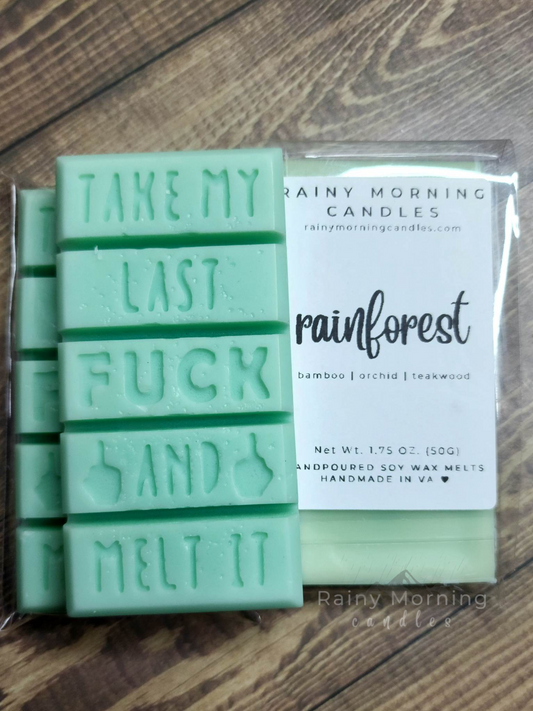 TAKE MY
LAST
FUCK
AND
MELT IT
RAINY MORNING
CANDLES
rainymorningcandles.com
rainforest
bamboo | orchid | teakwood
Net Wt. 1.75 OZ. (50G)
ANDPOURED SOY WAX MELTS
HANDMADE IN VA ♥
Rainy Morning
candles